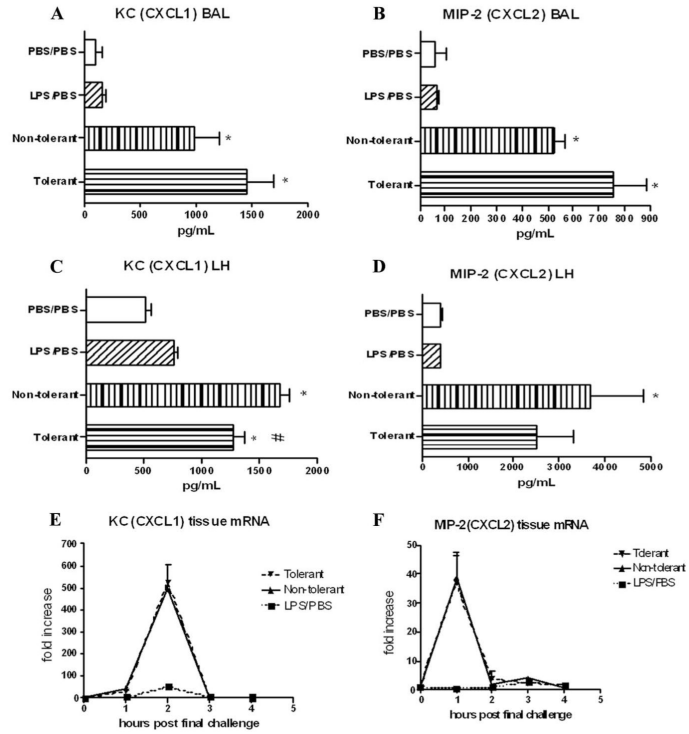 A
KC (CXCL1) BAL
PBS/PBS
LPS/PBS
Non-tolerant
*
Tolerant
*
0 500 1000 1500 2000
pg/mL
B
MIP-2 (CXCL2) BAL
PBS/PBS
LPS/PBS
Non-tolerant
*
Tolerant
*
0 100 200 300 400 500 600 700 800 900
pg/mL
C
KC (CXCL1) LH
PBS/PBS
LPS/PBS
Non-tolerant
*
Tolerant
* #
0 500 1000 1500 2000
pg/mL
D
MIP-2 (CXCL2) LH
PBS/PBS
LPS/PBS
Non-tolerant
*
Tolerant
0 1000 2000 3000 4000 5000
pg/mL
E
KC (CXCL1) tissue mRNA
700
600
500
400
300
200
100
0
fold increase
Tolerant
Non-tolerant
LPS/PBS
0 1 2 3 4 5
hours post final challenge
F
MIP-2(CXCL2) tissue mRNA
50
40
30
20
10
0
fold increase
Tolerant
Non-tolerant
LPS/PBS
0 1 2 3 4 5
hours post final challenge